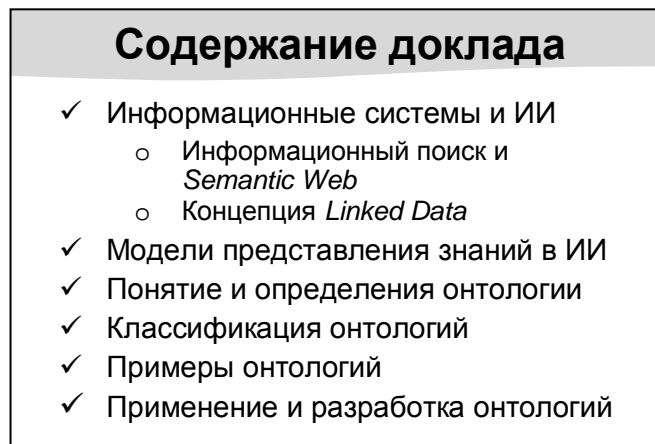 Содержание доклада
✓ Информационные системы и ИИ
o Информационный поиск и
Semantic Web
o Концепция Linked Data
✓ Модели представления знаний в ИИ
✓ Понятие и определения онтологии
✓ Классификация онтологий
✓ Примеры онтологий
✓ Применение и разработка онтологий